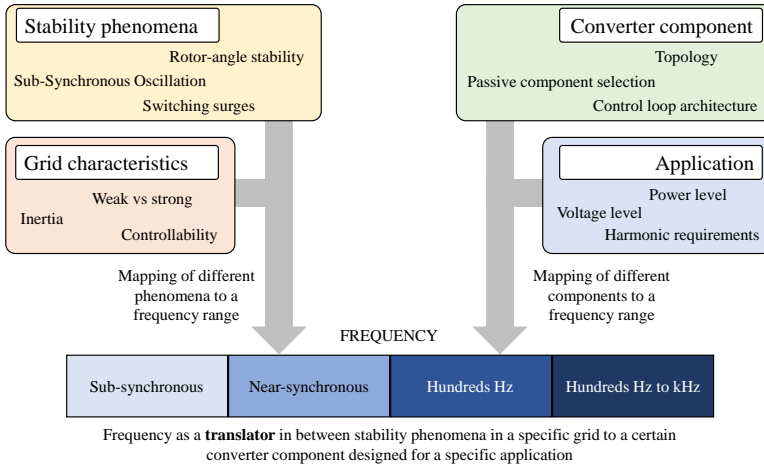 Stability phenomena
Rotor-angle stability
Sub-Synchronous Oscillation
Switching surges
Converter component
Topology
Passive component selection
Control loop architecture
Grid characteristics
Weak vs strong
Inertia
Controllability
Application
Power level
Voltage level
Harmonic requirements
Mapping of different
phenomena to a
frequency range
Mapping of different
components to a
frequency range
FREQUENCY
Sub-synchronous
Near-synchronous
Hundreds Hz
Hundreds Hz to kHz
Frequency as a translator in between stability phenomena in a specific grid to a certain
converter component designed for a specific application